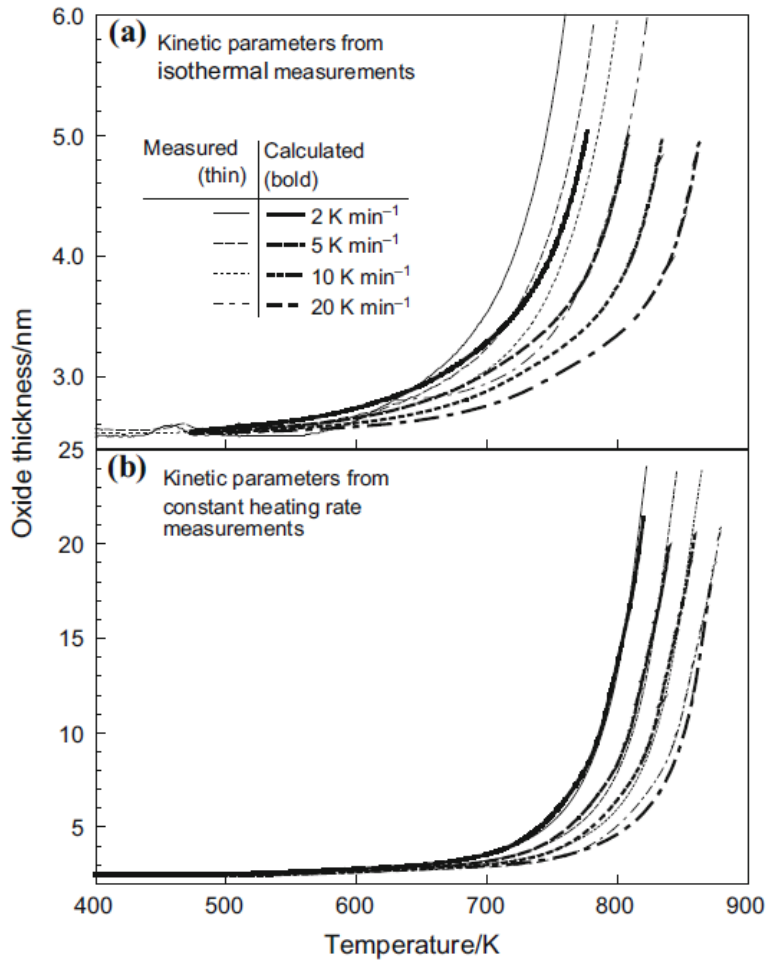 6.0
(a) Kinetic parameters from
isothermal measurements
5.0
Measured Calculated
(thin) (bold)
2 K min⁻¹
5 K min⁻¹
10 K min⁻¹
20 K min⁻¹
4.0
3.0
Oxide thickness/nm
25
(b) Kinetic parameters from
constant heating rate
measurements
20
15
10
5
400 500 600 700 800 900
Temperature/K